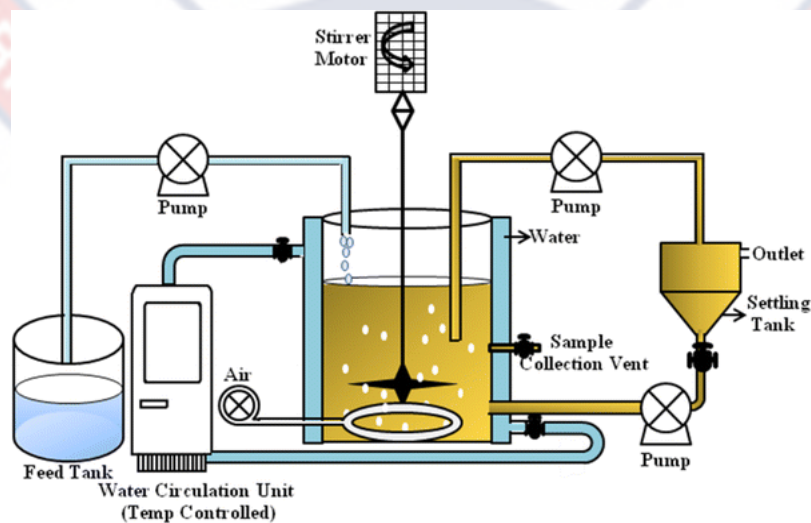 Stirrer
Motor
Pump
Pump
Water
Outlet
Settling
Tank
Sample
Collection Vent
Air
Feed Tank
Water Circulation Unit
(Temp Controlled)
Pump